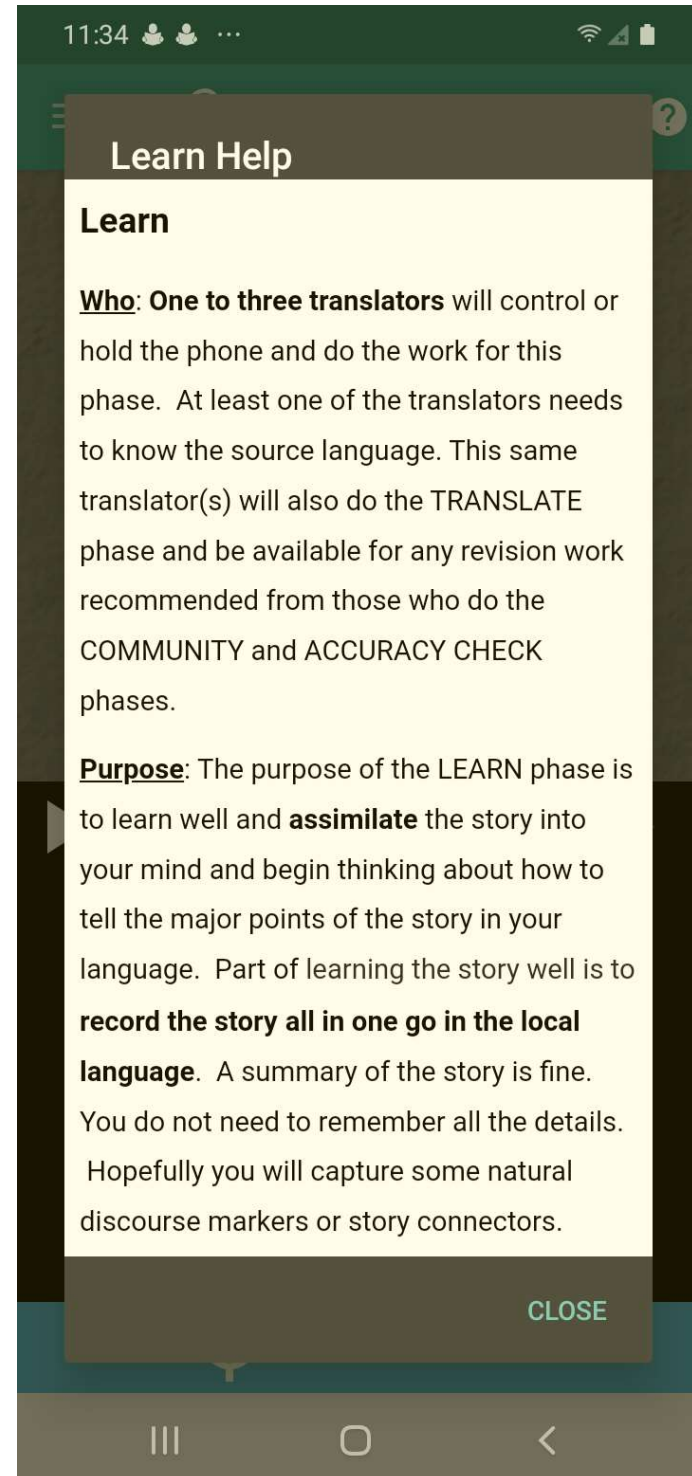 11:34
Learn Help
Learn
Who: One to three translators will control or
hold the phone and do the work for this
phase.  At least one of the translators needs
to know the source language. This same
translator(s) will also do the TRANSLATE
phase and be available for any revision work
recommended from those who do the
COMMUNITY and ACCURACY CHECK
phases.
Purpose: The purpose of the LEARN phase is
to learn well and assimilate the story into
your mind and begin thinking about how to
tell the major points of the story in your
language.  Part of learning the story well is to
record the story all in one go in the local
language.  A summary of the story is fine.
You do not need to remember all the details.
Hopefully you will capture some natural
discourse markers or story connectors.
CLOSE